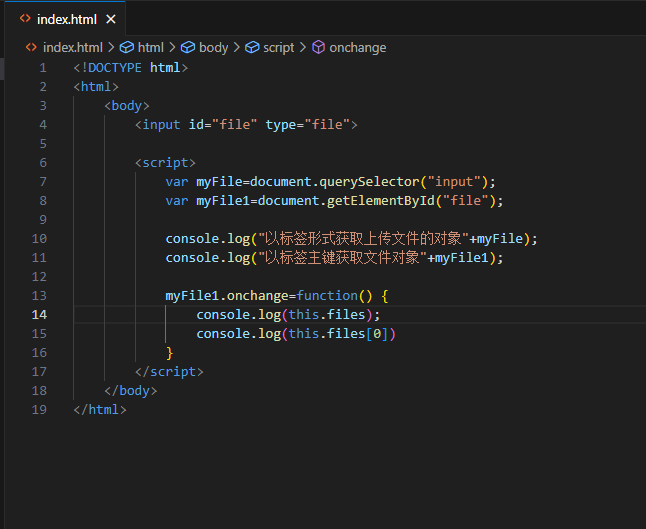 index.html
index.html > html > body > script > onchange
1 <!DOCTYPE html>
2 <html>
3 <body>
4 <input id="file" type="file">
5
6 <script>
7 var myFile=document.querySelector("input");
8 var myFile1=document.getElementById("file");
9
10 console.log("以标签形式获取上传文件的对象"+myFile);
11 console.log("以标签主键获取文件对象"+myFile1);
12
13 myFile1.onchange=function() {
14 console.log(this.files);
15 console.log(this.files[0])
16 }
17 </script>
18 </body>
19 </html>